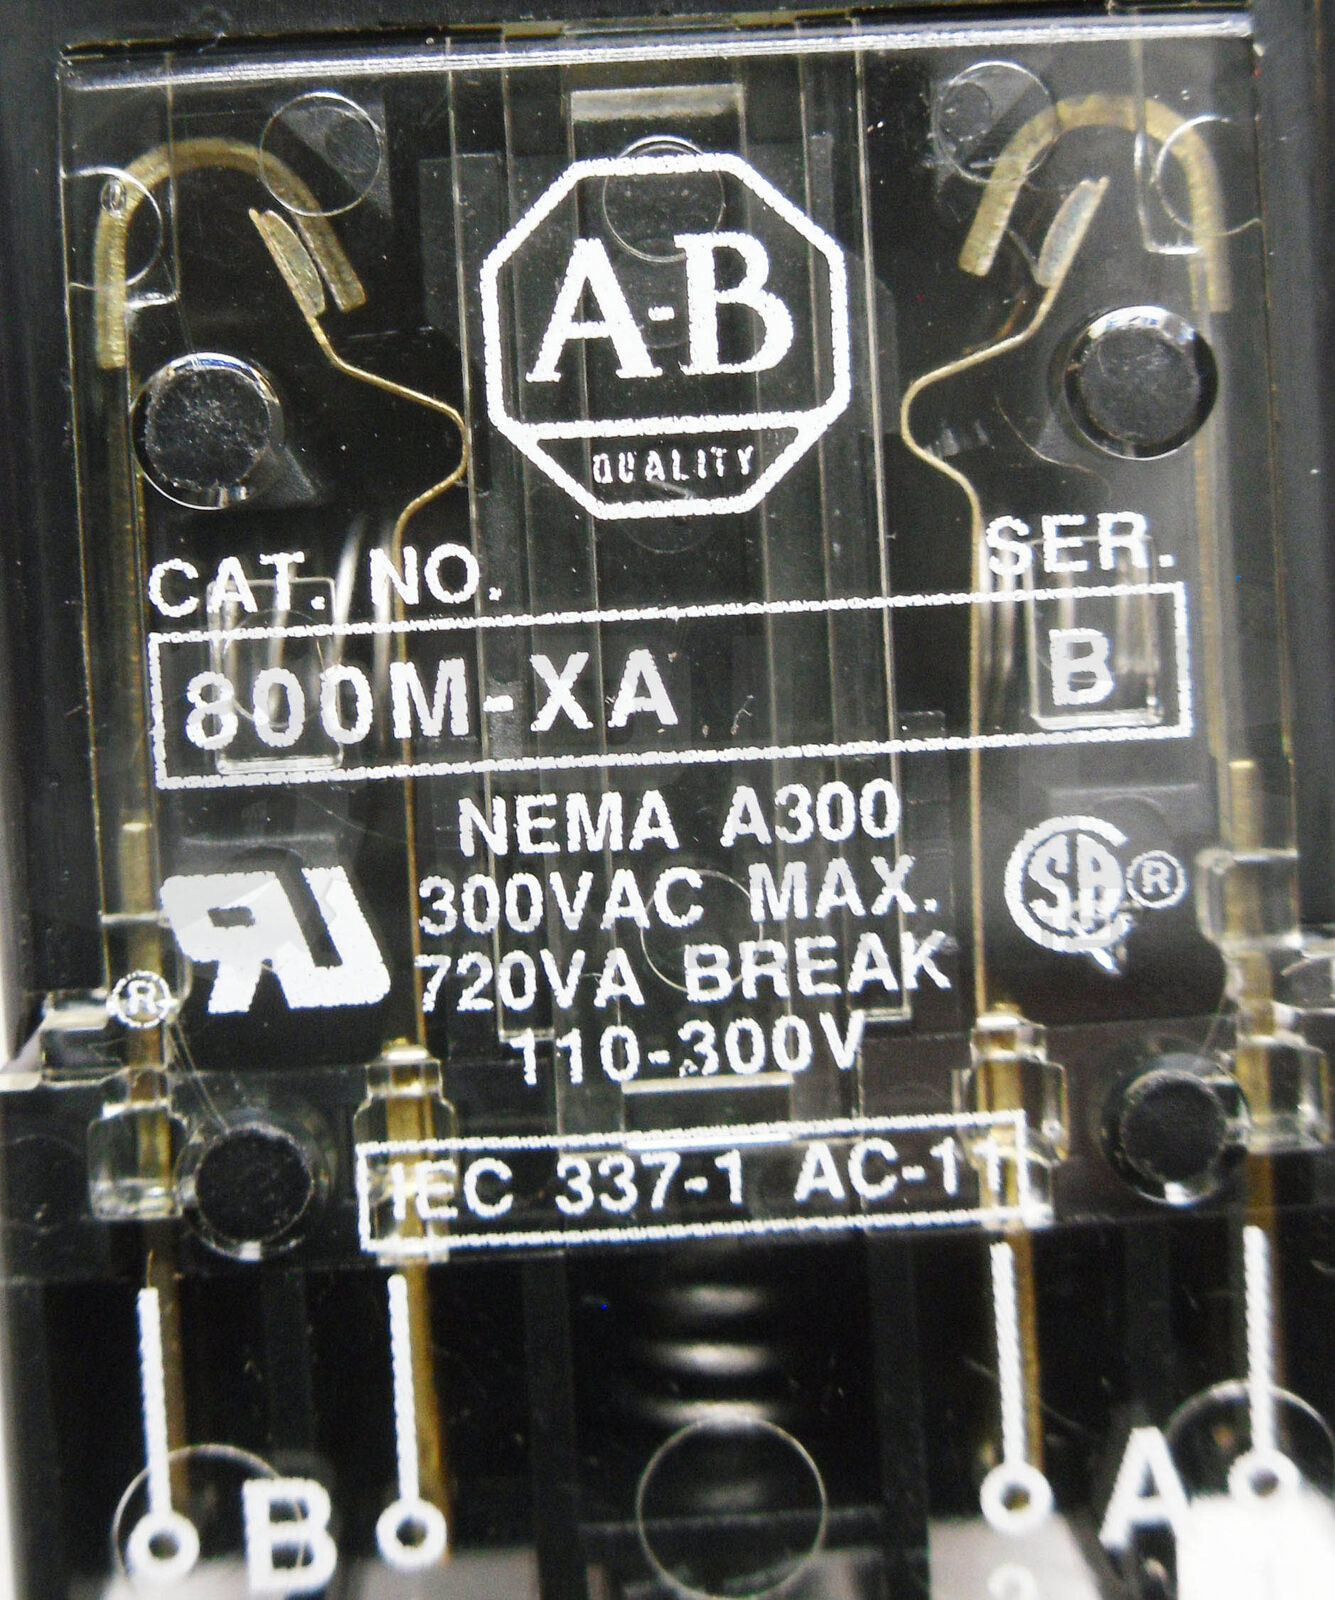 A-B
QUALITY
CAT. NO. SER.
800M-XA B
NEMA A300
300VAC MAX.
720VA BREAK
110-300V
IEC 337-1 AC-11
B A